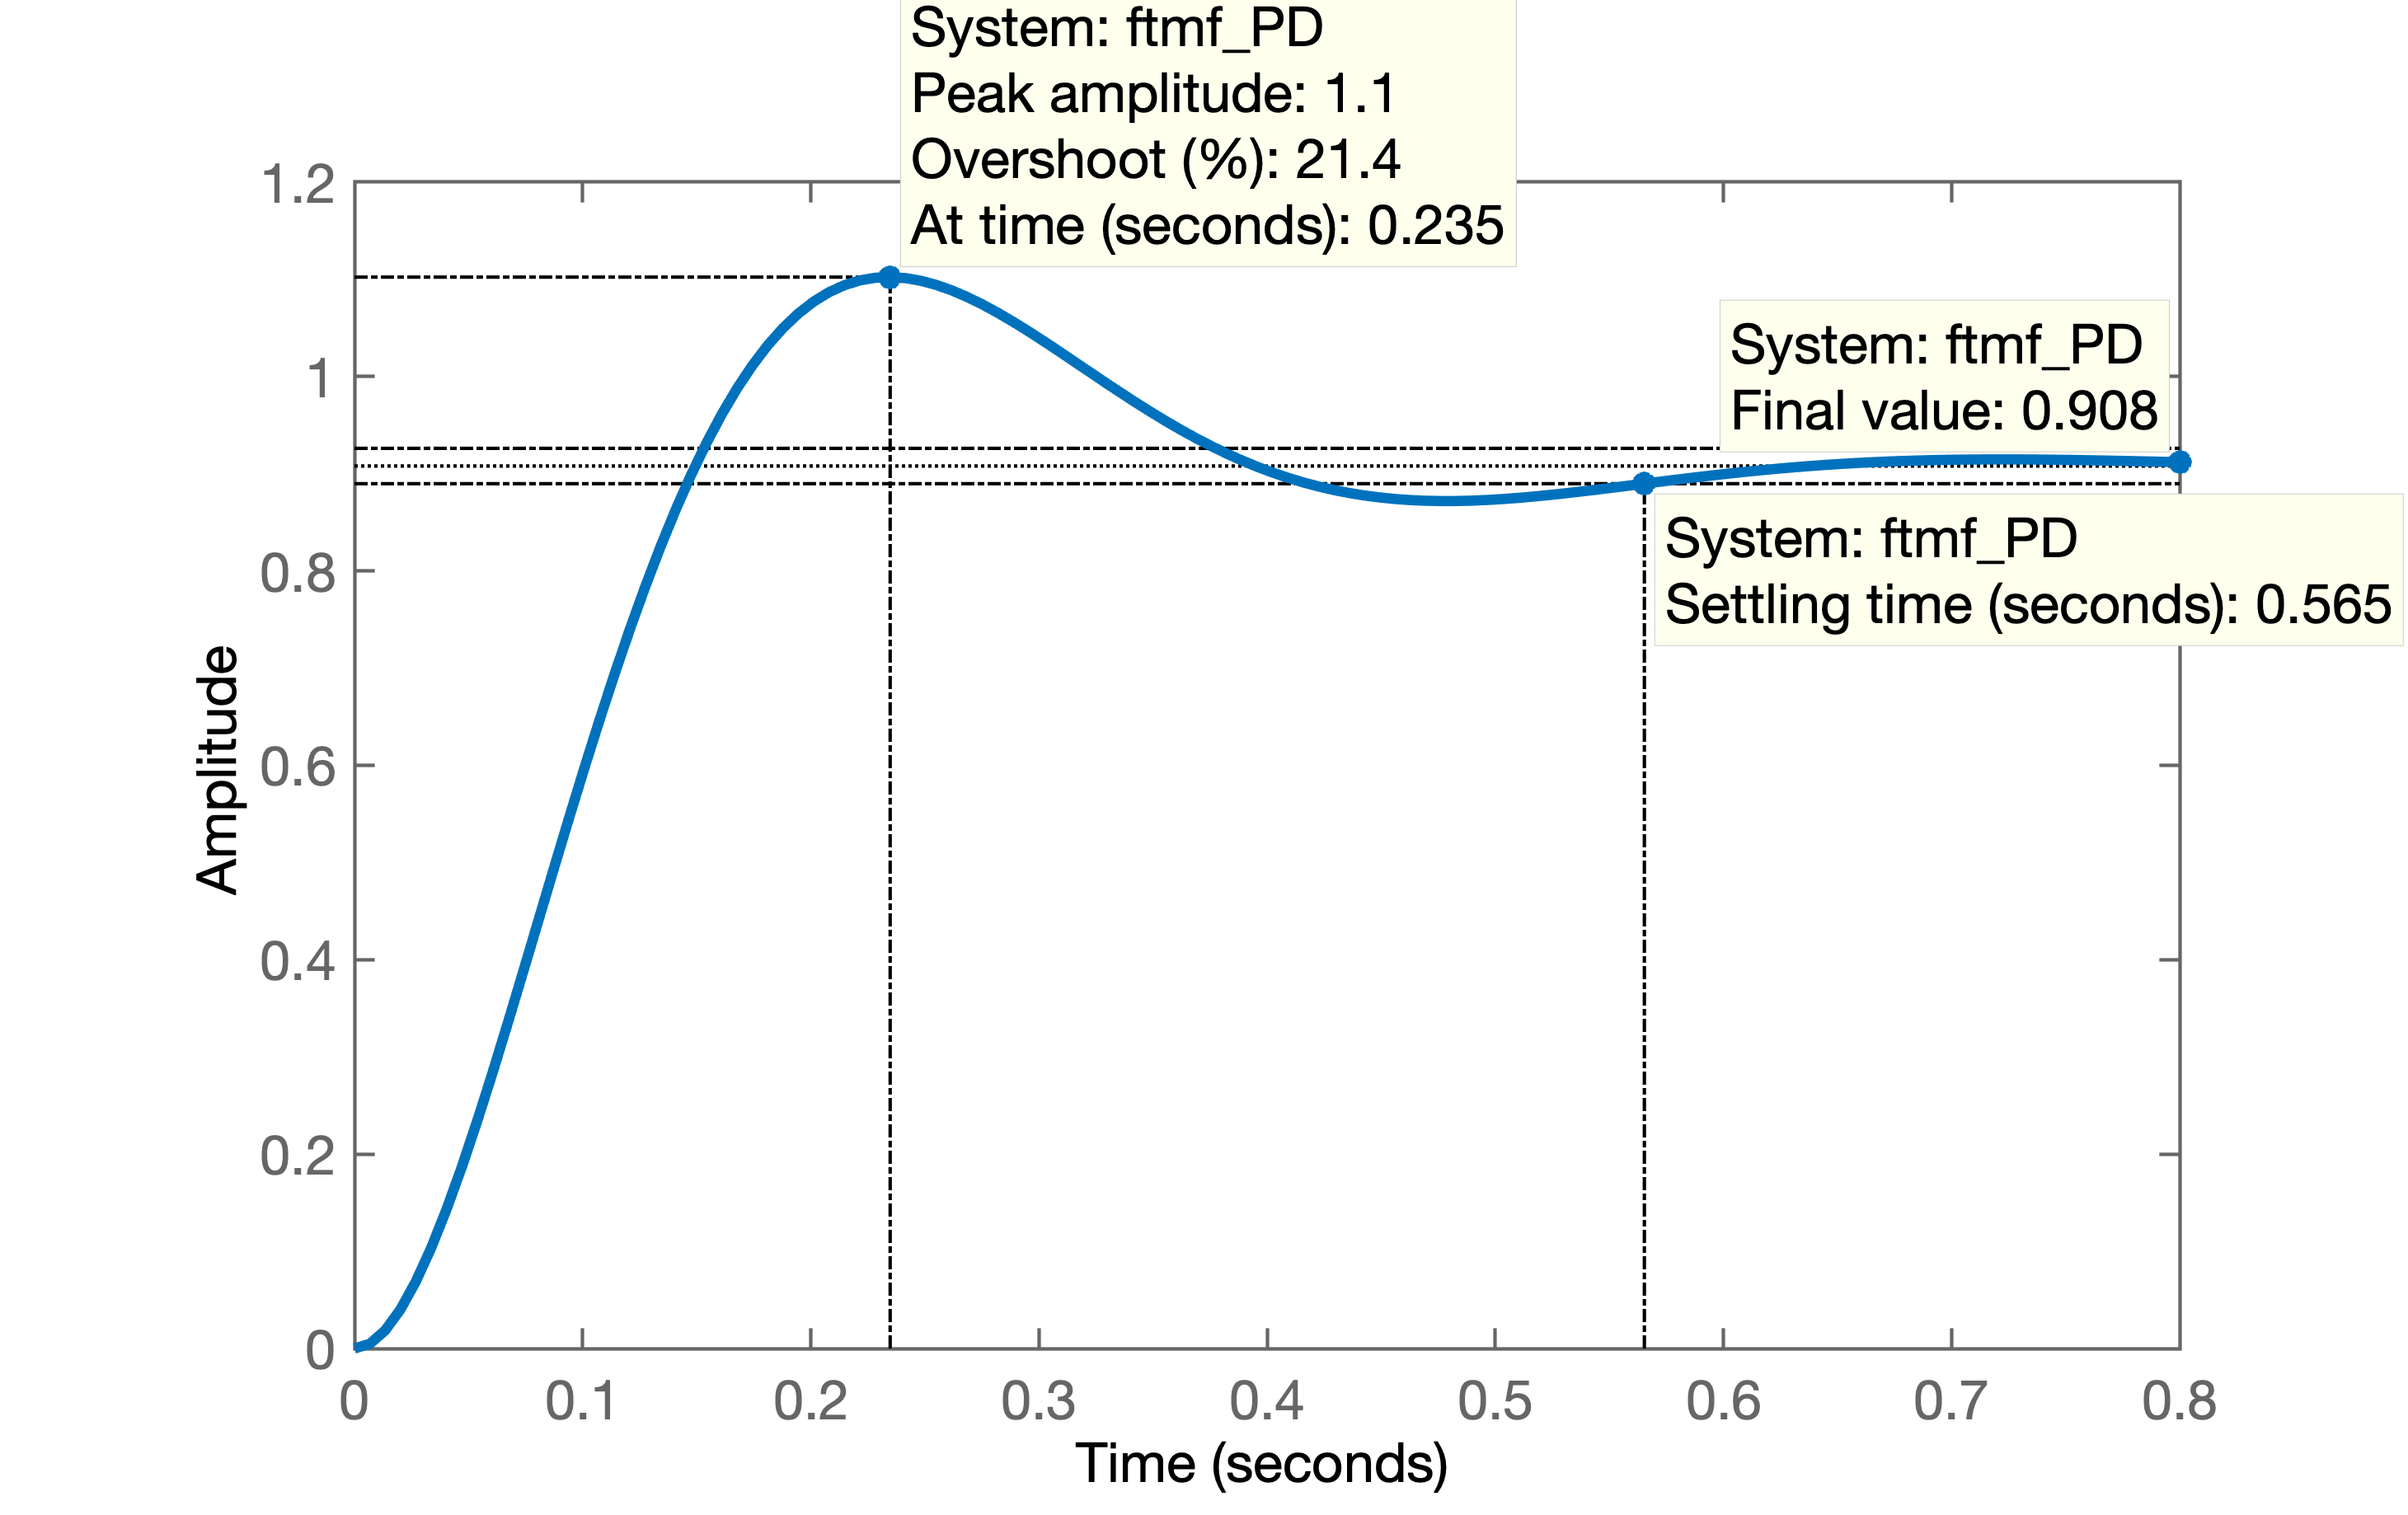 System: ftmf_PD
Peak amplitude: 1.1
Overshoot (%): 21.4
At time (seconds): 0.235
1.2
1
0.8
0.6
0.4
0.2
0
Amplitude
System: ftmf_PD
Final value: 0.908
System: ftmf_PD
Settling time (seconds): 0.565
0 0.1 0.2 0.3 0.4 0.5 0.6 0.7 0.8
Time (seconds)